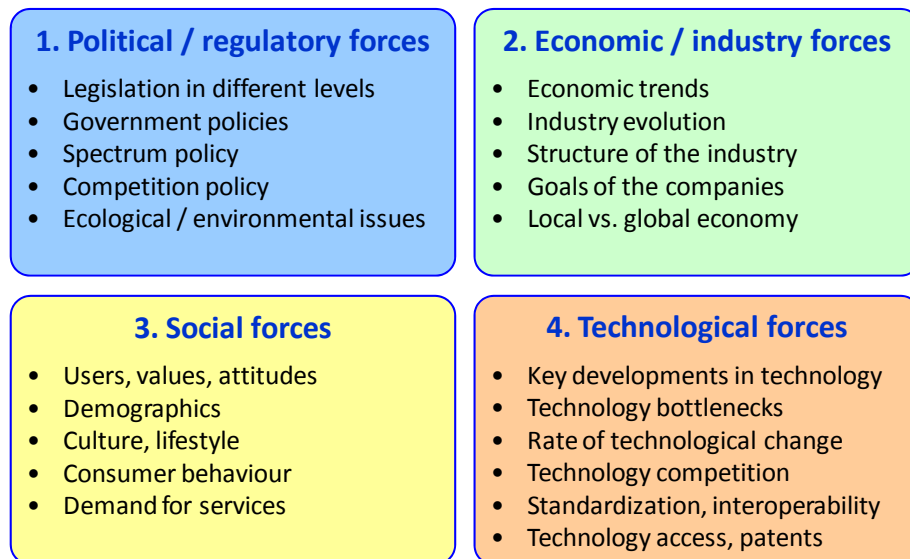 1. Political / regulatory forces
• Legislation in different levels
• Government policies
• Spectrum policy
• Competition policy
• Ecological / environmental issues
2. Economic / industry forces
• Economic trends
• Industry evolution
• Structure of the industry
• Goals of the companies
• Local vs. global economy
3. Social forces
• Users, values, attitudes
• Demographics
• Culture, lifestyle
• Consumer behaviour
• Demand for services
4. Technological forces
• Key developments in technology
• Technology bottlenecks
• Rate of technological change
• Technology competition
• Standardization, interoperability
• Technology access, patents